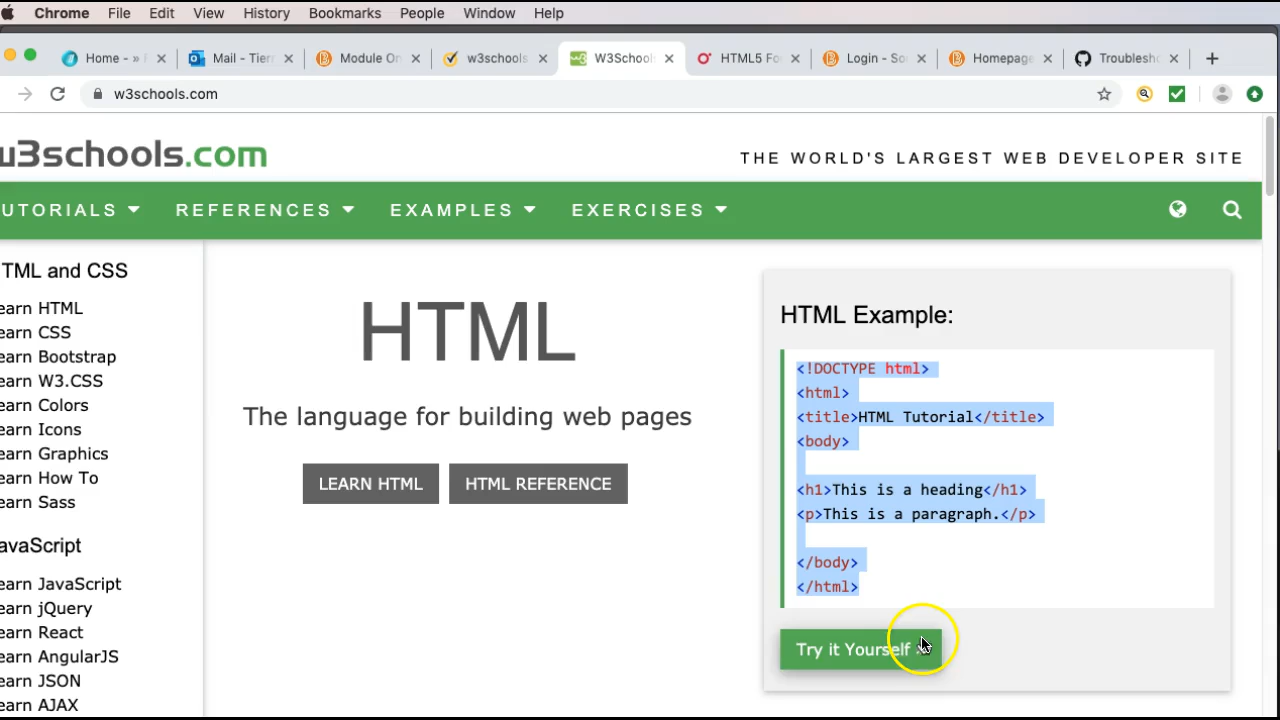 Chrome File Edit View History Bookmarks People Window Help
Home - » F Mail - Tierr Module On w3schools W3School HTML5 Fo Login - So Homepage Troublesho
w3schools.com
w3schools.com
THE WORLD'S LARGEST WEB DEVELOPER SITE
UTORIALS REFERENCES EXAMPLES EXERCISES
TML and CSS
earn HTML
earn CSS
earn Bootstrap
earn W3.CSS
earn Colors
earn Icons
earn Graphics
earn How To
earn Sass
avaScript
earn JavaScript
earn jQuery
earn React
earn AngularJS
earn JSON
earn AJAX
HTML
The language for building web pages
LEARN HTML HTML REFERENCE
HTML Example:
<!DOCTYPE html>
<html>
<title>HTML Tutorial</title>
<body>
<h1>This is a heading</h1>
<p>This is a paragraph.</p>
</body>
</html>
Try it Yourself »